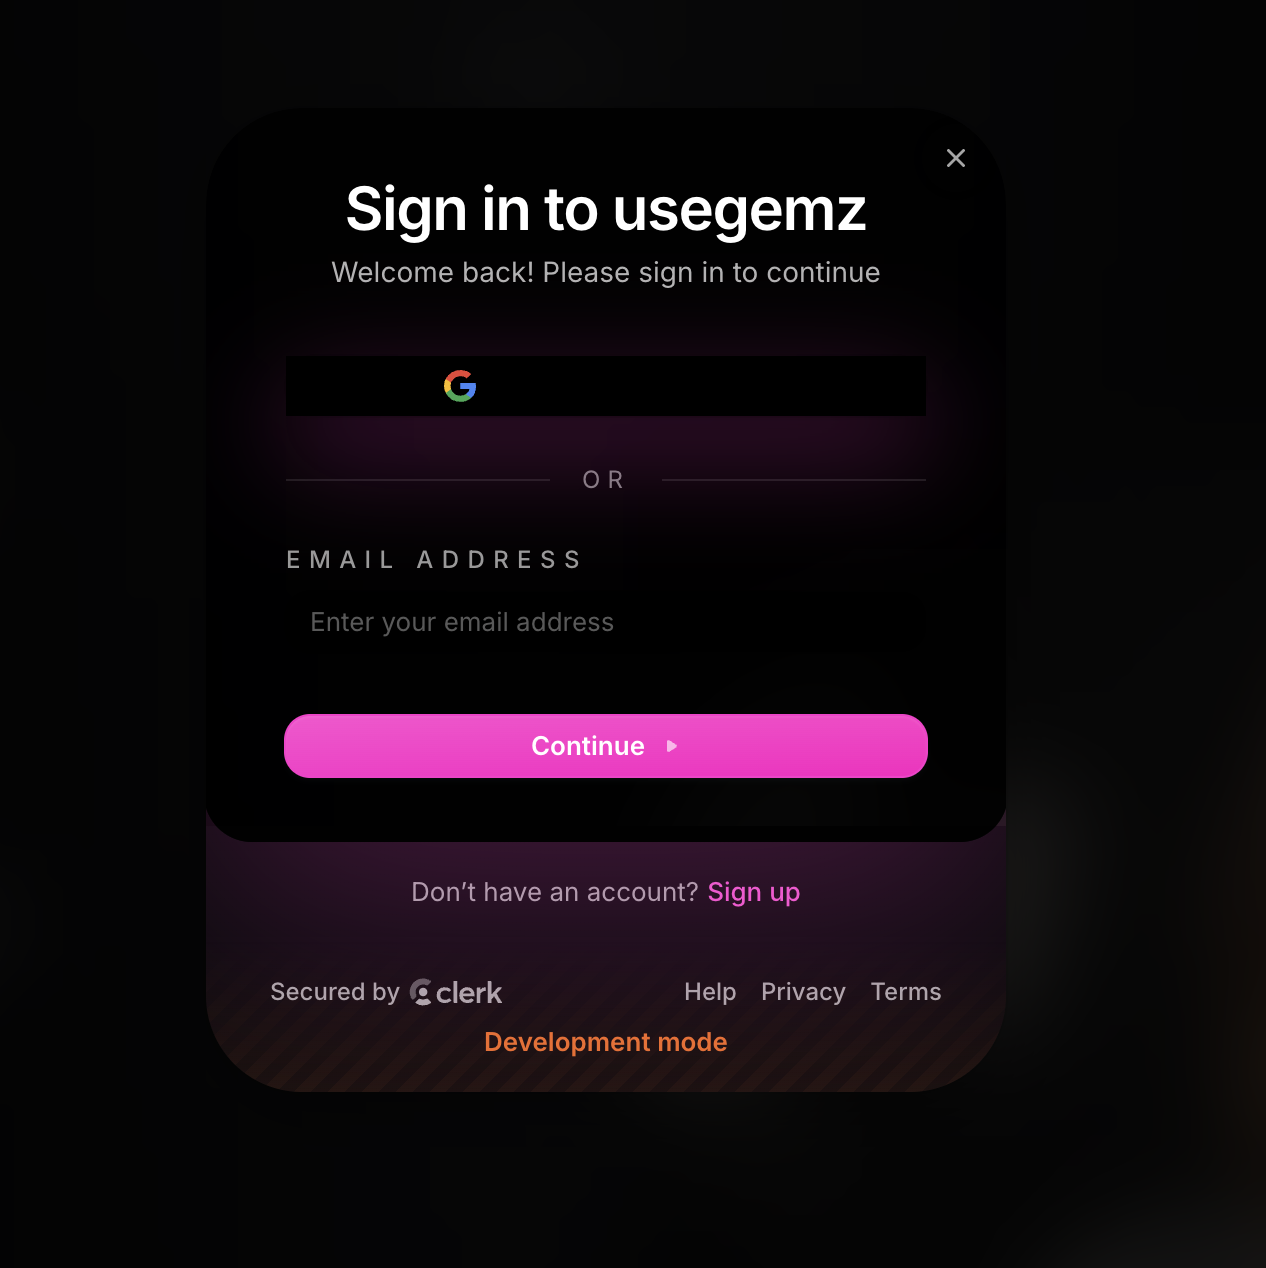 Sign in to usegemz
Welcome back! Please sign in to continue
OR
EMAIL ADDRESS
Enter your email address
Continue
Don’t have an account? Sign up
Secured by clerk
Help Privacy Terms
Development mode